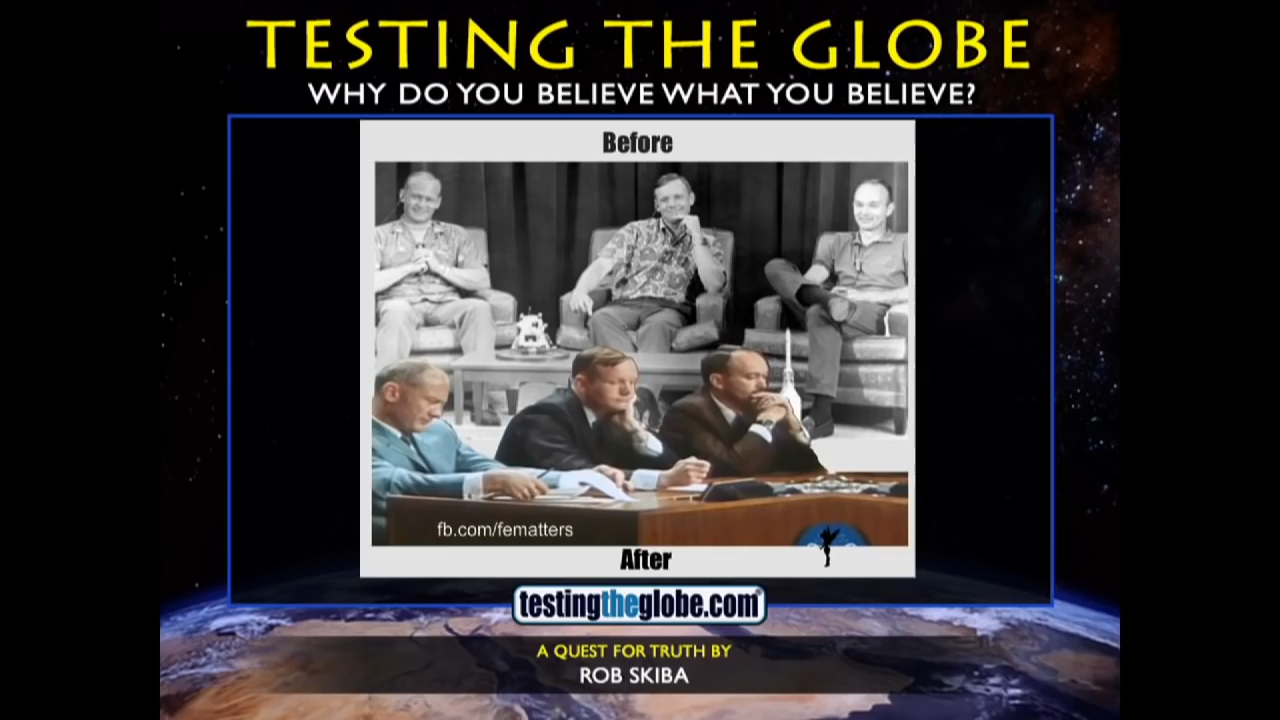 TESTING THE GLOBE
WHY DO YOU BELIEVE WHAT YOU BELIEVE?
Before
fb.com/fematters
After
testingtheglobe.com®
A QUEST FOR TRUTH BY
ROB SKIBA